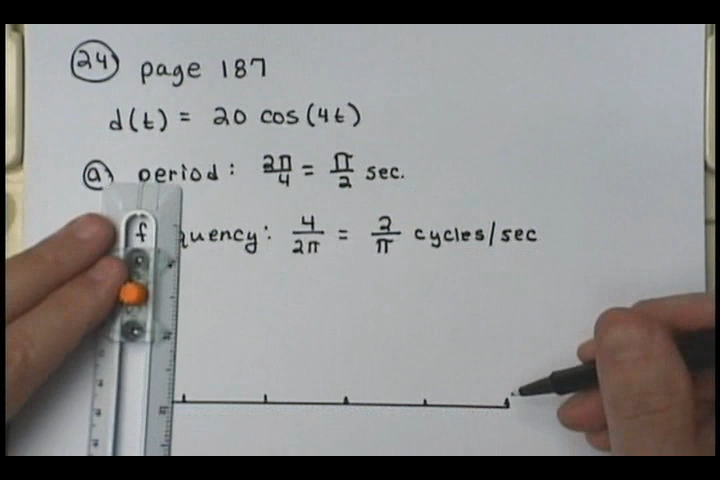 24 page 187
d(t) = 20 cos(4t)
a period: 2π/4 = π/2 sec.
f quency: 4/2π = 2/π cycles/sec